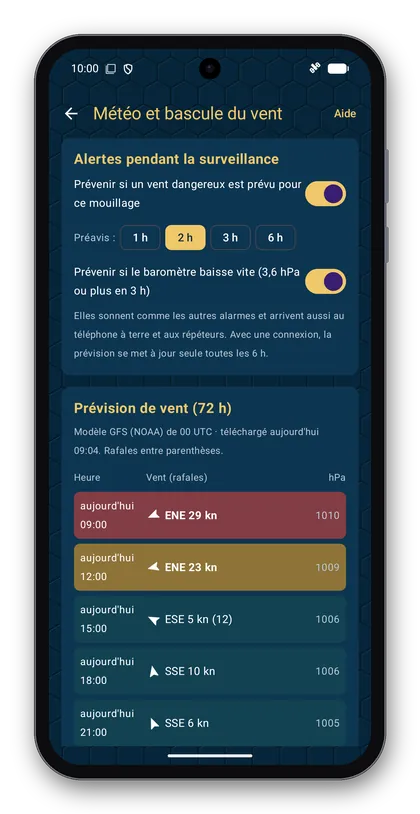 10:00
Météo et bascule du vent
Aide
Alertes pendant la surveillance
Prévenir si un vent dangereux est prévu pour
ce mouillage
Préavis :
1 h
2 h
3 h
6 h
Prévenir si le baromètre baisse vite (3,6 hPa
ou plus en 3 h)
Elles sonnent comme les autres alarmes et arrivent aussi au
téléphone à terre et aux répéteurs. Avec une connexion, la
prévision se met à jour seule toutes les 6 h.
Prévision de vent (72 h)
Modèle GFS (NOAA) de 00 UTC · téléchargé aujourd'hui
09:04. Rafales entre parenthèses.
Heure
Vent (rafales)
hPa
aujourd'hui
09:00
ENE 29 kn
1010
aujourd'hui
12:00
ENE 23 kn
1009
aujourd'hui
15:00
ESE 5 kn (12)
1006
aujourd'hui
18:00
SSE 10 kn
1006
aujourd'hui
21:00
SSE 6 kn
1005